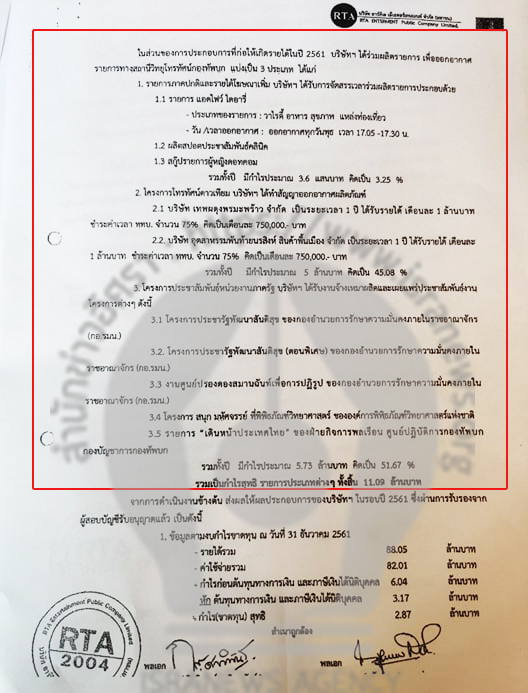 RTA
บริษัท อาร์ทีเอ เอ็นเตอร์เทนเมนท์ จำกัด (มหาชน)
RTA ENTERTAINMENT Public Company Limited.
ในส่วนของการประกอบการที่ก่อให้เกิดรายได้ในปี 2561 บริษัทฯ ได้ร่วมผลิตรายการ เพื่อออกอากาศ
รายการทางสถานีวิทยุโทรทัศน์กองทัพบก แบ่งเป็น 3 ประเภท ได้แก่
1. รายการภาคปกติและรายได้โฆษณาเพิ่ม บริษัทฯ ได้รับการจัดสรรเวลาร่วมผลิตรายการประกอบด้วย
1.1 รายการ แอคไฟว์ ไดอารี่
- ประเภทของรายการ : วาไรตี้ อาหาร สุขภาพ แหล่งท่องเที่ยว
- วัน /เวลาออกอากาศ : ออกอากาศทุกวันพุธ เวลา 17.05 -17.30 น.
1.2 ผลิตสปอตประชาสัมพันธ์คลินิค
1.3 สกู๊ปรายการผู้หญิงดอทคอม
รวมทั้งปี มีกำไรประมาณ 3.6 แสนบาท คิดเป็น 3.25 %
2. โครงการโทรทัศน์ดาวเทียม บริษัทฯ ได้ทำสัญญาออกอากาศผลิตภัณฑ์
2.1 บริษัท เทพผดุงพรมะพร้าว จำกัด เป็นระยะเวลา 1 ปี ได้รับรายได้ เดือนละ 1 ล้านบาท
ชำระค่าเวลา ททบ. จำนวน 75% คิดเป็นเดือนละ 750,000.- บาท
2.2. บริษัท อุตสาหกรรมพันท้ายนรสิงห์ สินค้าพื้นเมือง จำกัด เป็นระยะเวลา 1 ปี ได้รับรายได้ เดือนละ
1 ล้านบาท ชำระค่าเวลา ททบ. จำนวน 75% คิดเป็นเดือนละ 750,000.- บาท
รวมทั้งปี มีกำไรประมาณ 5 ล้านบาท คิดเป็น 45.08 %
3. โครงการประชาสัมพันธ์หน่วยงานภาครัฐ บริษัทฯ ได้รับงานจ้างเหมาผลิตและเผยแพร่ประชาสัมพันธ์งาน
โครงการต่างๆ ดังนี้
3.1 โครงการประชารัฐพัฒนาสันติสุข ของกองอำนวยการรักษาความมั่นคงภายในราชอาณาจักร
(กอ.รมน.)
3.2. โครงการประชารัฐพัฒนาสันติสุข (ตอนพิเศษ) ของกองอำนวยการรักษาความมั่นคงภายใน
ราชอาณาจักร (กอ.รมน.)
3.3 งานศูนย์ปรองดองสมานฉันท์เพื่อการปฏิรูป ของกองอำนวยการรักษาความมั่นคงภายใน
ราชอาณาจักร (กอ.รมน.)
3.4 โครงการ สนุก มหัศจรรย์ ที่พิพิธภัณฑ์วิทยาศาสตร์ ขององค์การพิพิธภัณฑ์วิทยาศาสตร์แห่งชาติ
3.5 รายการ "เดินหน้าประเทศไทย" ของฝ่ายกิจการพลเรือน ศูนย์ปฏิบัติการกองทัพบก
กองบัญชาการกองทัพบก
รวมทั้งปี มีกำไรประมาณ 5.73 ล้านบาท คิดเป็น 51.67 %
รวมเป็นกำไรสุทธิ รายการประเภทต่างๆ ทั้งสิ้น 11.09 ล้านบาท
จากการดำเนินงานข้างต้น ส่งผลให้ผลประกอบการของบริษัทฯ ในรอบปี 2561 ซึ่งผ่านการรับรองจาก
ผู้สอบบัญชีรับอนุญาตแล้ว เป็นดังนี้
1. ข้อมูลตามงบกำไรขาดทุน ณ วันที่ 31 ธันวาคม 2561
- รายได้รวม 88.05 ล้านบาท
- ค่าใช้จ่ายรวม 82.01 ล้านบาท
- กำไรก่อนต้นทุนทางการเงิน และภาษีเงินได้นิติบุคคล 6.04 ล้านบาท
หัก ต้นทุนทางการเงิน และภาษีเงินได้นิติบุคคล 3.17 ล้านบาท
- กำไร(ขาดทุน) สุทธิ 2.87 ล้านบาท
สำเนาถูกต้อง
พลเอก
พลเอก
RTA Entertainment Public Company Limited
RTA
2004
สำนักข่าวอิศรา
ISRA NEWS AGENCY